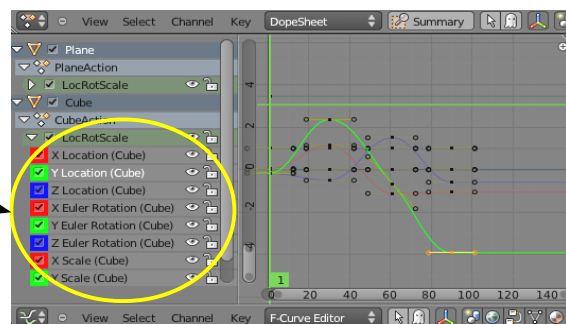 View Select Channel Key DopeSheet Summary
Plane
PlaneAction
LocRotScale
Cube
CubeAction
LocRotScale
X Location (Cube)
Y Location (Cube)
Z Location (Cube)
X Euler Rotation (Cube)
Y Euler Rotation (Cube)
Z Euler Rotation (Cube)
X Scale (Cube)
Y Scale (Cube)
4
2
0
-2
-4
1
0 20 40 60 80 100 120 140
View Select Channel Key F-Curve Editor